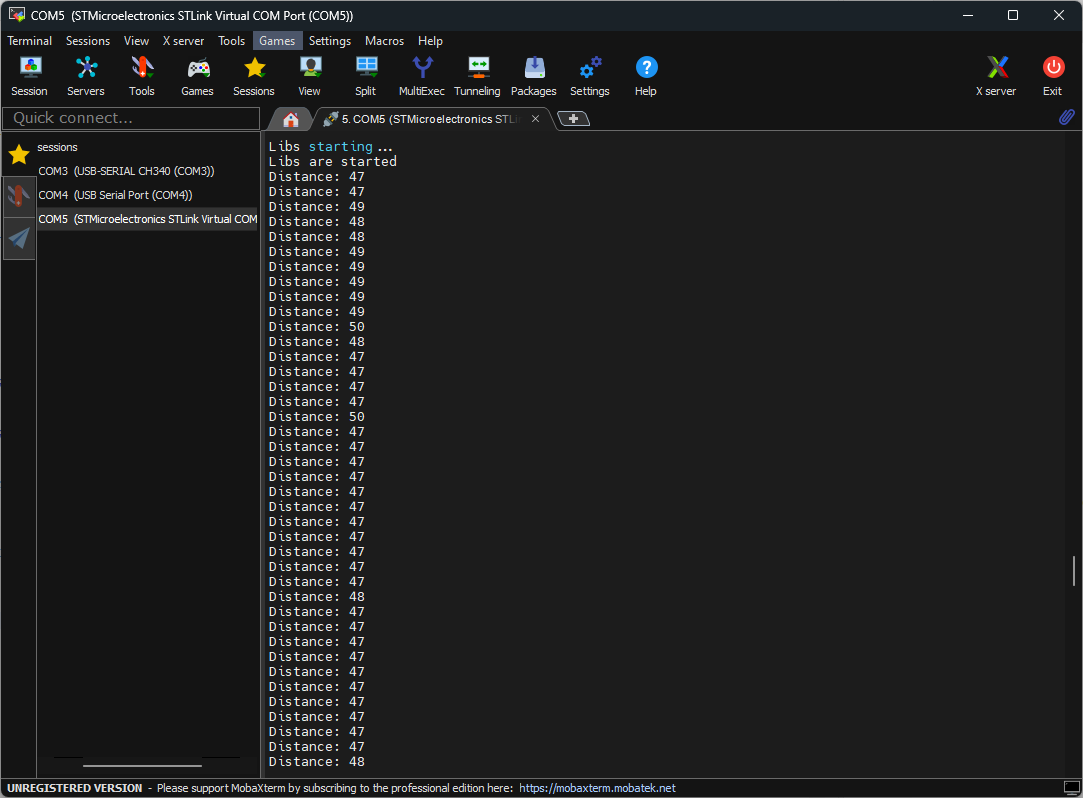 COM5 (STMicroelectronics STLink Virtual COM Port (COM5))
Terminal Sessions View X server Tools Games Settings Macros Help
Session Servers Tools Games Sessions View Split MultiExec Tunneling Packages Settings Help X server Exit
Quick connect...
5. COM5 (STMicroelectronics STLi
sessions
COM3 (USB-SERIAL CH340 (COM3))
COM4 (USB Serial Port (COM4))
COM5 (STMicroelectronics STLink Virtual COM
Libs starting...
Libs are started
Distance: 47
Distance: 47
Distance: 49
Distance: 48
Distance: 48
Distance: 49
Distance: 49
Distance: 49
Distance: 49
Distance: 49
Distance: 50
Distance: 48
Distance: 47
Distance: 47
Distance: 47
Distance: 47
Distance: 50
Distance: 47
Distance: 47
Distance: 47
Distance: 47
Distance: 47
Distance: 47
Distance: 47
Distance: 47
Distance: 47
Distance: 47
Distance: 47
Distance: 48
Distance: 47
Distance: 47
Distance: 47
Distance: 47
Distance: 47
Distance: 47
Distance: 47
Distance: 47
Distance: 47
Distance: 47
Distance: 48
UNREGISTERED VERSION - Please support MobaXterm by subscribing to the professional edition here: https://mobaxterm.mobatek.net